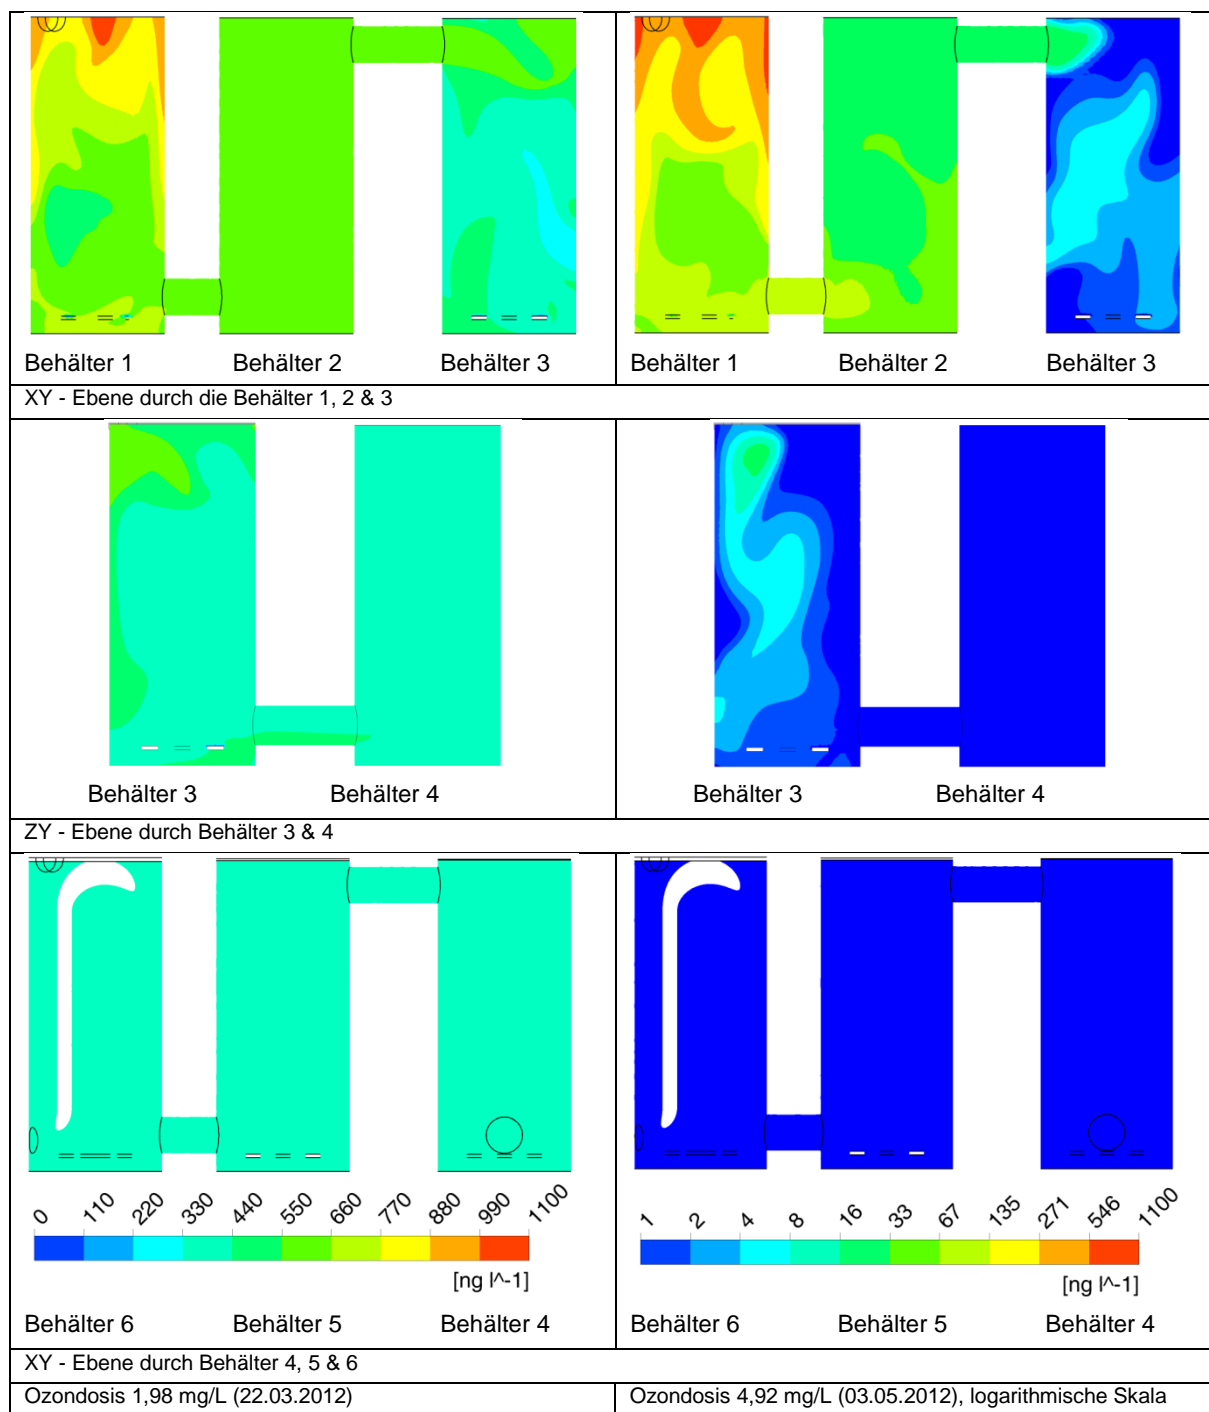 Behälter 1 Behälter 2 Behälter 3
Behälter 1 Behälter 2 Behälter 3
XY - Ebene durch die Behälter 1, 2 & 3
Behälter 3 Behälter 4
Behälter 3 Behälter 4
ZY - Ebene durch Behälter 3 & 4
0 110 220 330 440 550 660 770 880 990 1100
[ng l^-1]
Behälter 6 Behälter 5 Behälter 4
1 2 4 8 16 33 67 135 271 546 1100
[ng l^-1]
Behälter 6 Behälter 5 Behälter 4
XY - Ebene durch Behälter 4, 5 & 6
Ozondosis 1,98 mg/L (22.03.2012)
Ozondosis 4,92 mg/L (03.05.2012), logarithmische Skala